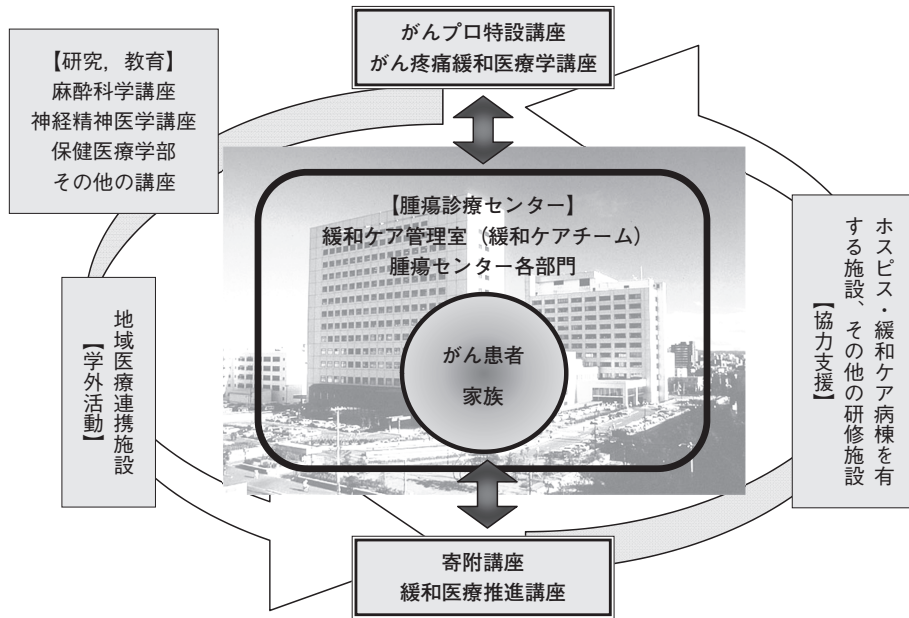 がんプロ特設講座
がん疼痛緩和医療学講座
【研究，教育】
麻酔科学講座
神経精神医学講座
保健医療学部
その他の講座
【腫瘍診療センター】
緩和ケア管理室（緩和ケアチーム）
腫瘍センター各部門
がん患者
家族
ホスピス・緩和ケア病棟を有
する施設、その他の研修施設
【協力支援】
地域医療連携施設
【学外活動】
寄附講座
緩和医療推進講座